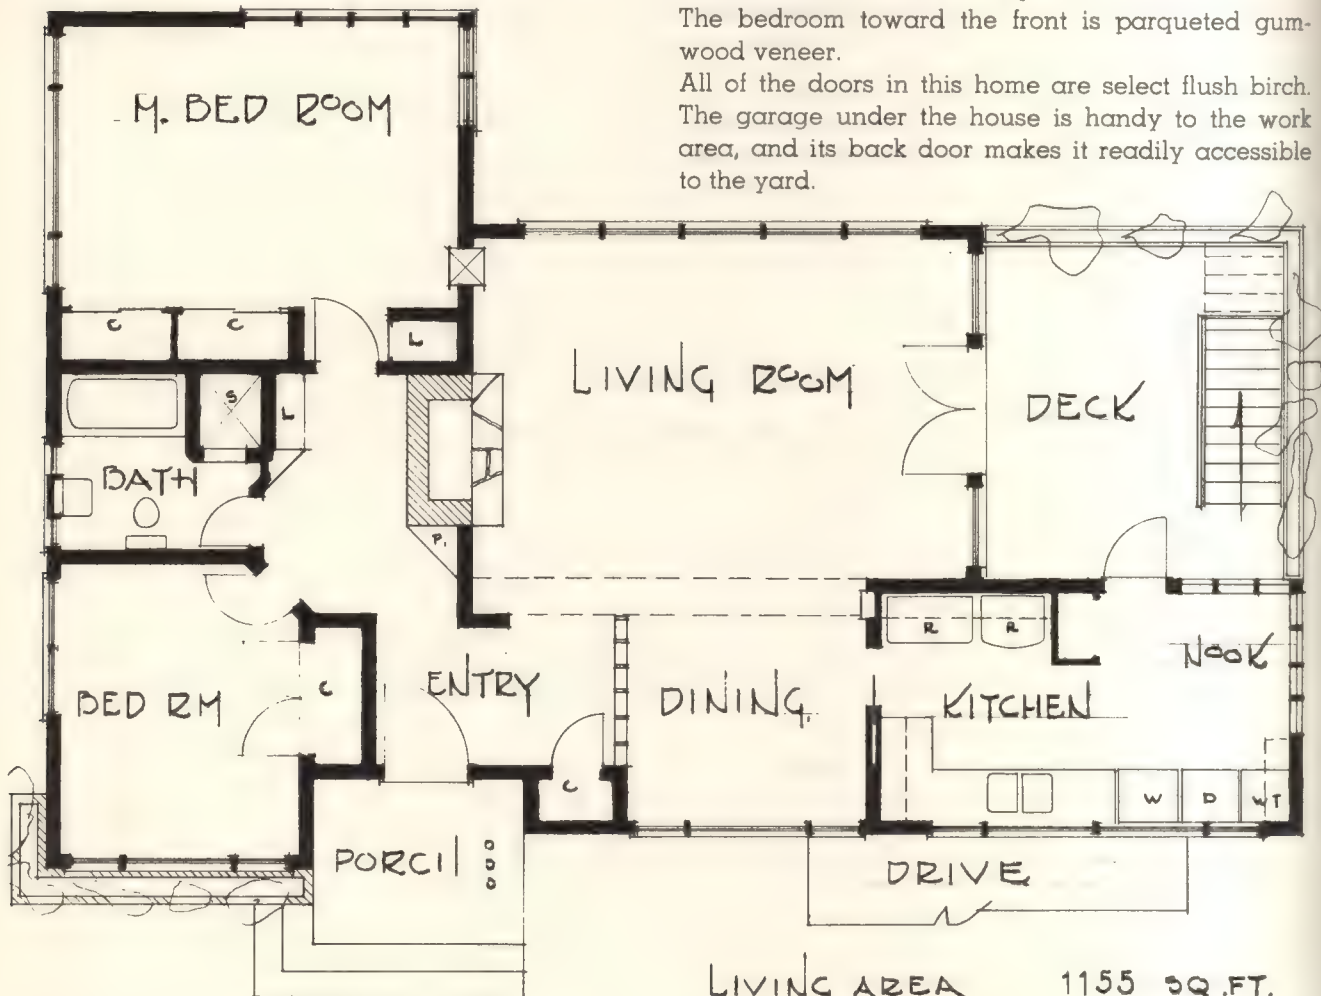 The bedroom toward the front is parqueted gum-
wood veneer.
All of the doors in this home are select flush birch.
The garage under the house is handy to the work
area, and its back door makes it readily accessible
to the yard.
M. BED ROOM
C C
L
S
L
BATH
P.
LIVING ROOM
DECK
BED RM
C
ENTRY
C
DINING
R R
KITCHEN
NOOK
W D WT
PORCH
DRIVE
LIVING AREA 1155 SQ.FT.